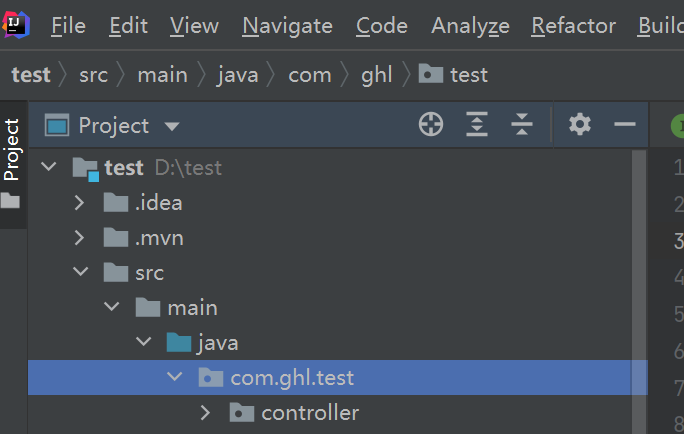 File Edit View Navigate Code Analyze Refactor Build
test src main java com ghl test
Project
Project
test D:\test
1
.idea
2
.mvn
3
src
4
main
5
java
6
com.ghl.test
7
controller
8